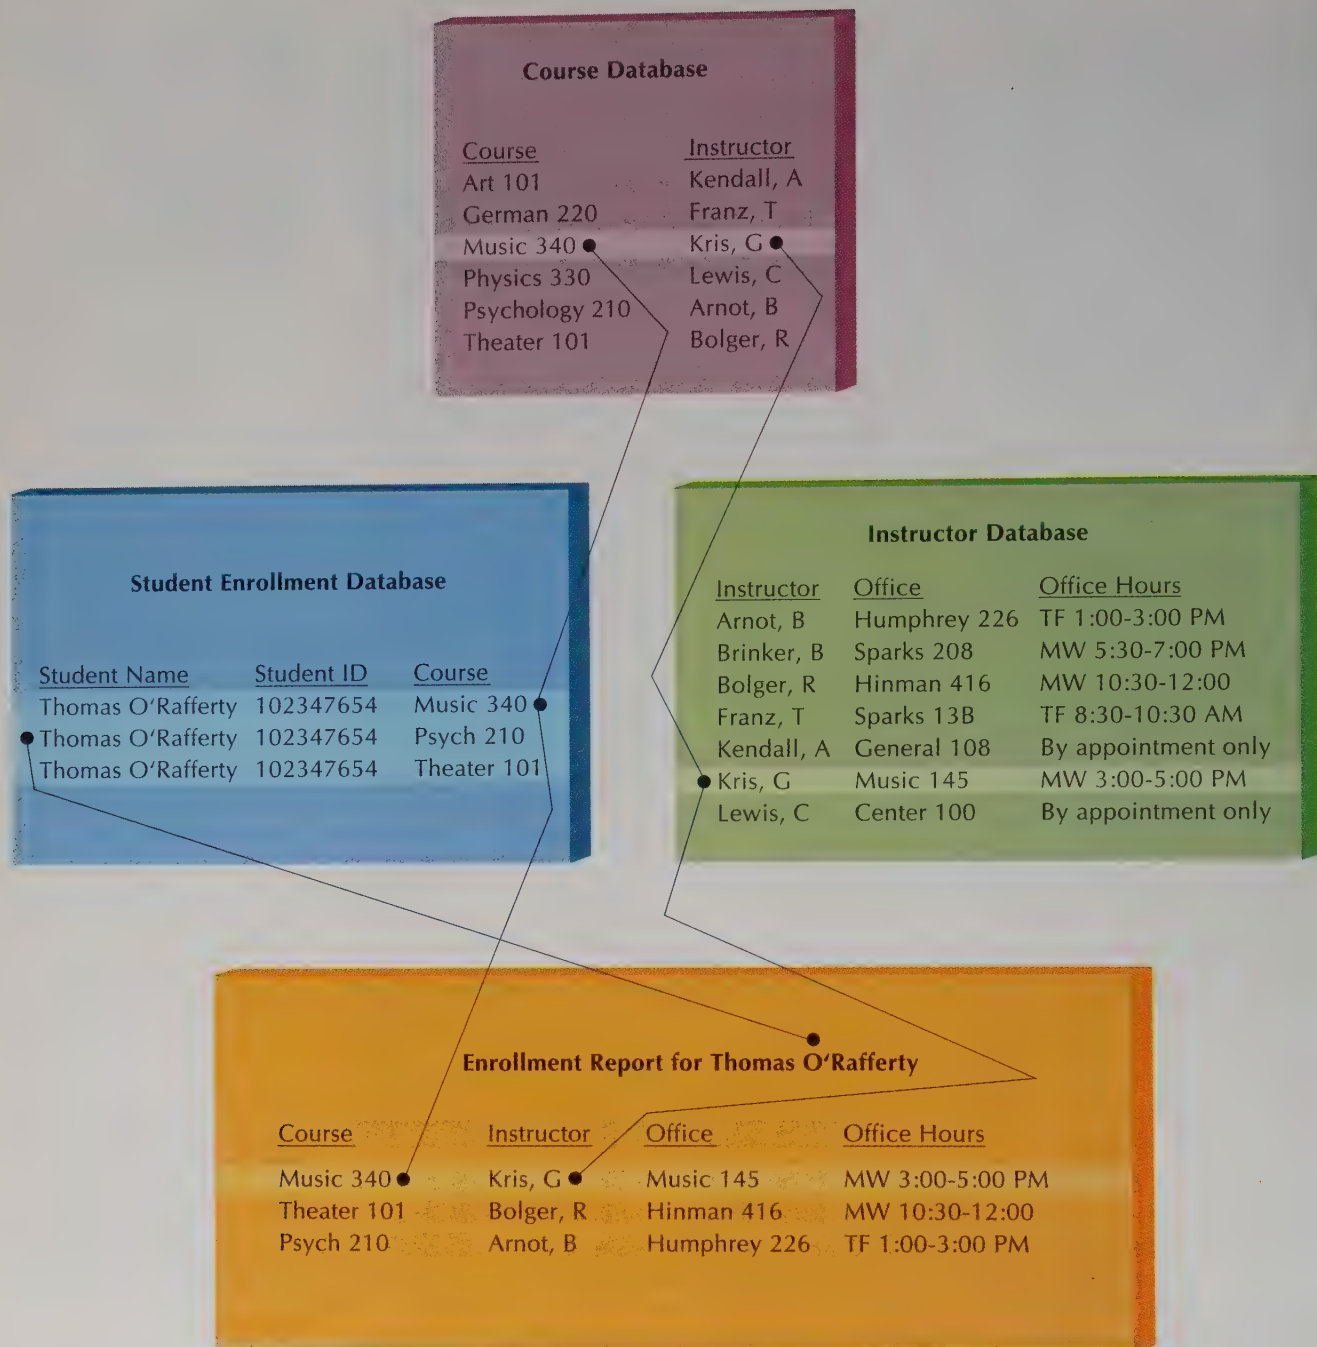 Course Database
Course Instructor
Art 101 Kendall, A
German 220 Franz, T
Music 340 Kris, G
Physics 330 Lewis, C
Psychology 210 Arnot, B
Theater 101 Bolger, R
Student Enrollment Database
Student Name Student ID Course
Thomas O'Rafferty 102347654 Music 340
Thomas O'Rafferty 102347654 Psych 210
Thomas O'Rafferty 102347654 Theater 101
Instructor Database
Instructor Office Office Hours
Arnot, B Humphrey 226 TF 1:00-3:00 PM
Brinker, B Sparks 208 MW 5:30-7:00 PM
Bolger, R Hinman 416 MW 10:30-12:00
Franz, T Sparks 13B TF 8:30-10:30 AM
Kendall, A General 108 By appointment only
Kris, G Music 145 MW 3:00-5:00 PM
Lewis, C Center 100 By appointment only
Enrollment Report for Thomas O'Rafferty
Course Instructor Office Office Hours
Music 340 Kris, G Music 145 MW 3:00-5:00 PM
Theater 101 Bolger, R Hinman 416 MW 10:30-12:00
Psych 210 Arnot, B Humphrey 226 TF 1:00-3:00 PM